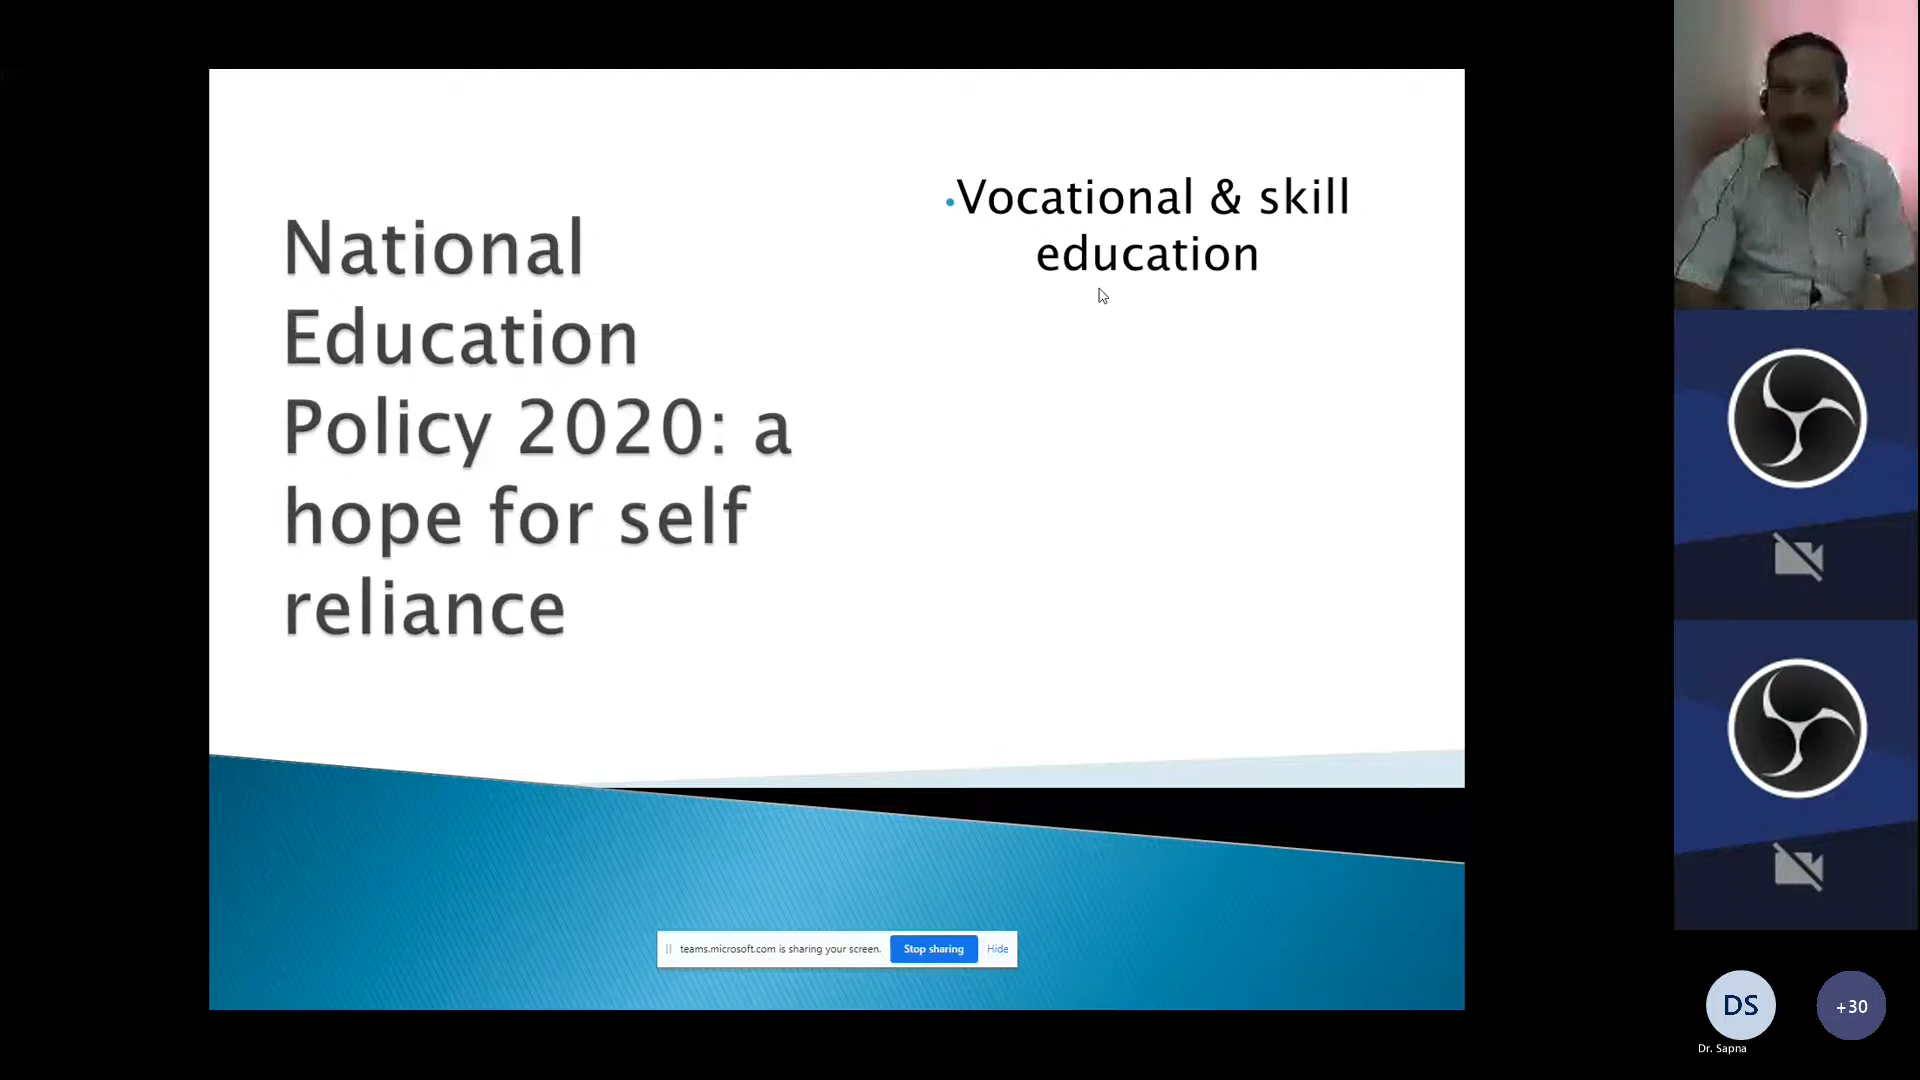 National
Education
Policy 2020: a
hope for self
reliance
•Vocational & skill
education
teams.microsoft.com is sharing your screen. Stop sharing Hide
DS
+30
Dr. Sapna